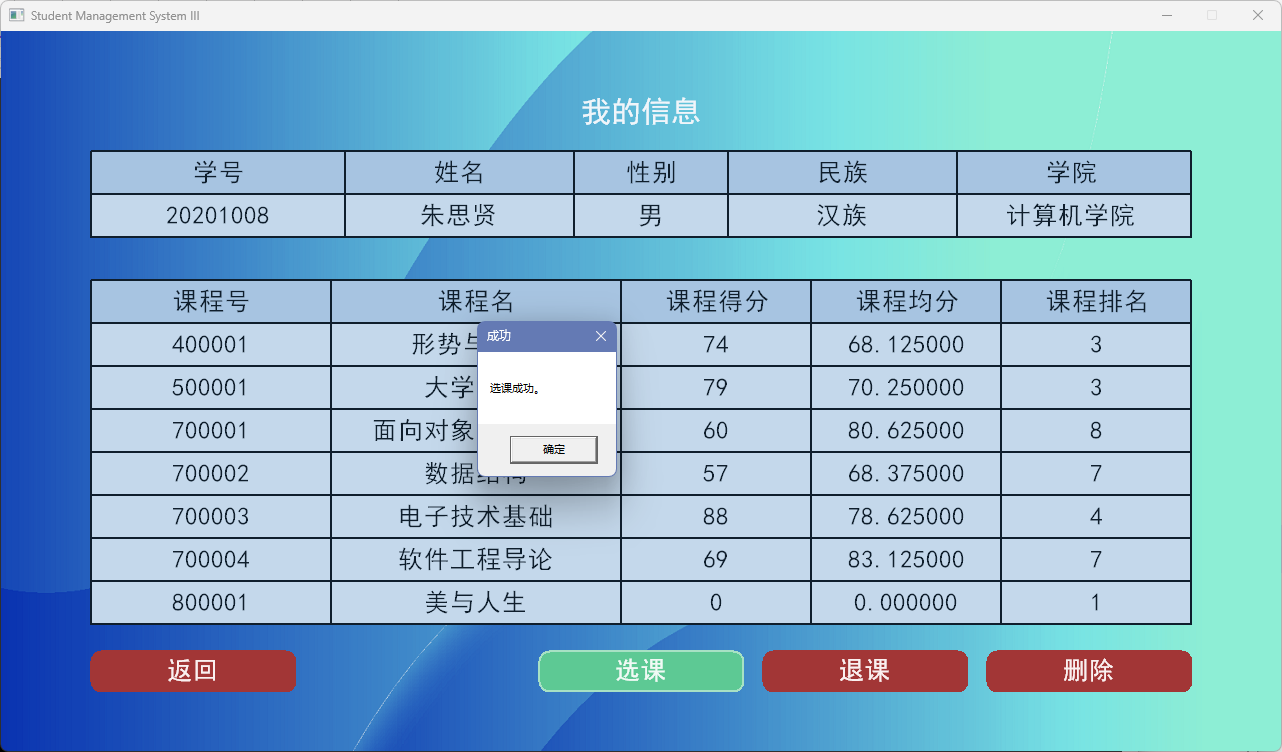 Student Management System III
我的信息
学号 姓名 性别 民族 学院
20201008 朱思贤 男 汉族 计算机学院
课程号 课程名 课程得分 课程均分 课程排名
400001 形势与 74 68.125000 3
500001 大学 79 70.250000 3
700001 面向对象 60 80.625000 8
700002 数据结构 57 68.375000 7
700003 电子技术基础 88 78.625000 4
700004 软件工程导论 69 83.125000 7
800001 美与人生 0 0.000000 1
成功
选课成功。
确定
返回 选课 退课 删除